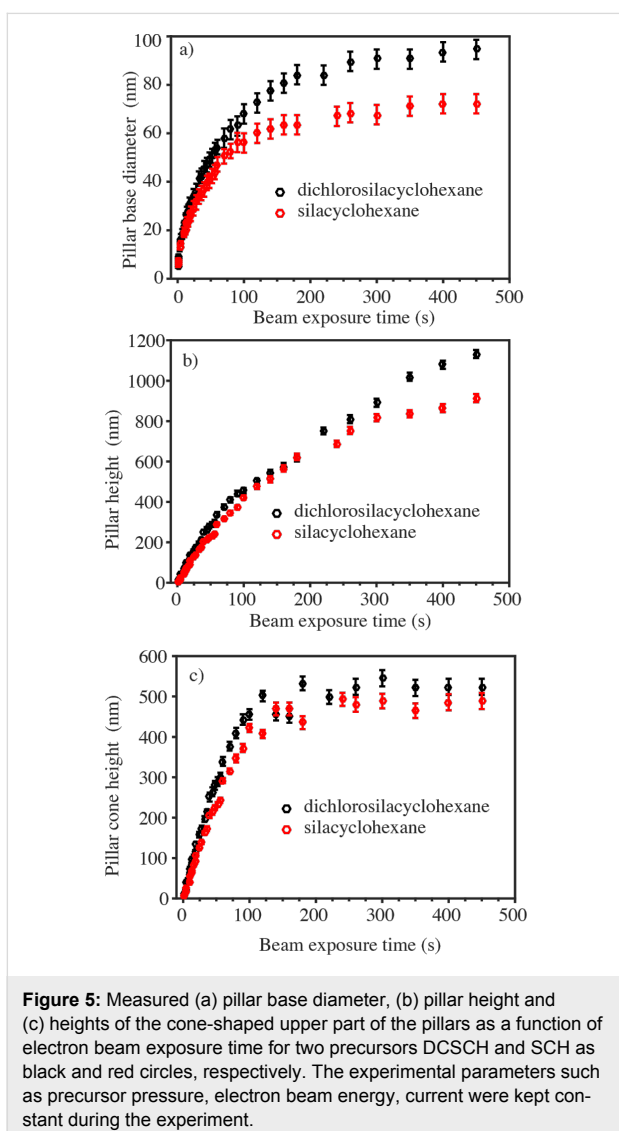 a)
Pillar base diameter (nm)
100
80
60
40
20
0
dichlorosilacyclohexane
silacyclohexane
0 100 200 300 400 500
Beam exposure time (s)
b)
Pillar height (nm)
1200
1000
800
600
400
200
0
dichlorosilacyclohexane
silacyclohexane
0 100 200 300 400 500
Beam exposure time (s)
c)
Pillar cone height (nm)
600
500
400
300
200
100
0
dichlorosilacyclohexane
silacyclohexane
0 100 200 300 400 500
Beam exposure time (s)
Figure 5: Measured (a) pillar base diameter, (b) pillar height and
(c) heights of the cone-shaped upper part of the pillars as a function of
electron beam exposure time for two precursors DCSCH and SCH as
black and red circles, respectively. The experimental parameters such
as precursor pressure, electron beam energy, current were kept con-
stant during the experiment.